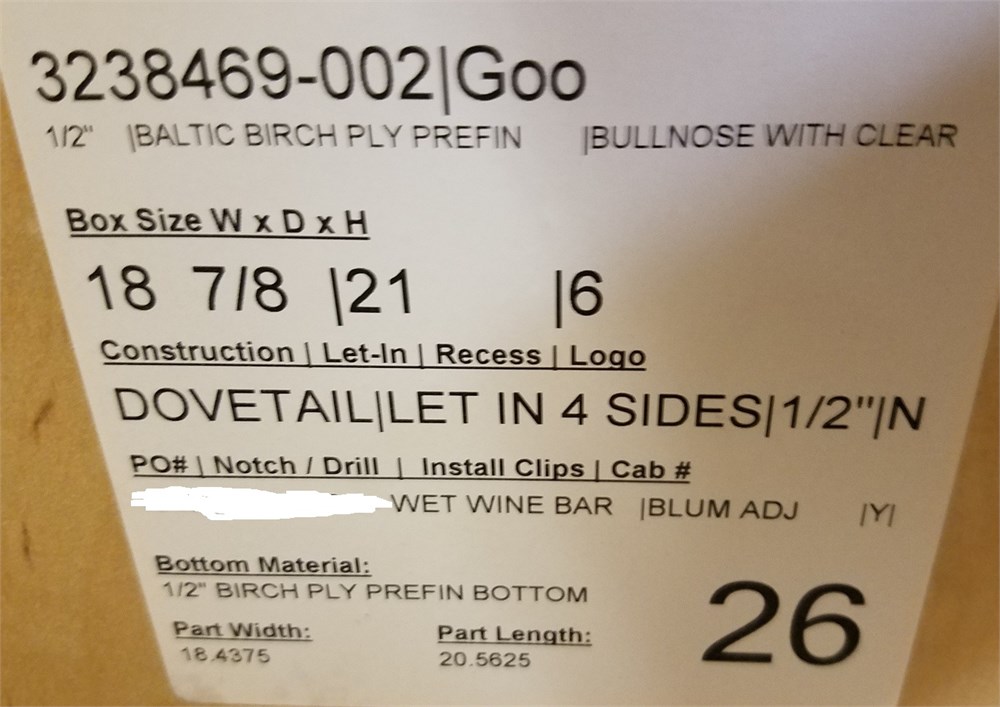 3238469-002|Goo
1/2" |BALTIC BIRCH PLY PREFIN |BULLNOSE WITH CLEAR
Box Size W x D x H
18 7/8 |21 |6
Construction | Let-In | Recess | Logo
DOVETAIL|LET IN 4 SIDES|1/2"|N
PO# | Notch / Drill | Install Clips | Cab #
WET WINE BAR |BLUM ADJ |Y|
Bottom Material:
1/2" BIRCH PLY PREFIN BOTTOM
Part Width: Part Length:
18.4375 20.5625
26